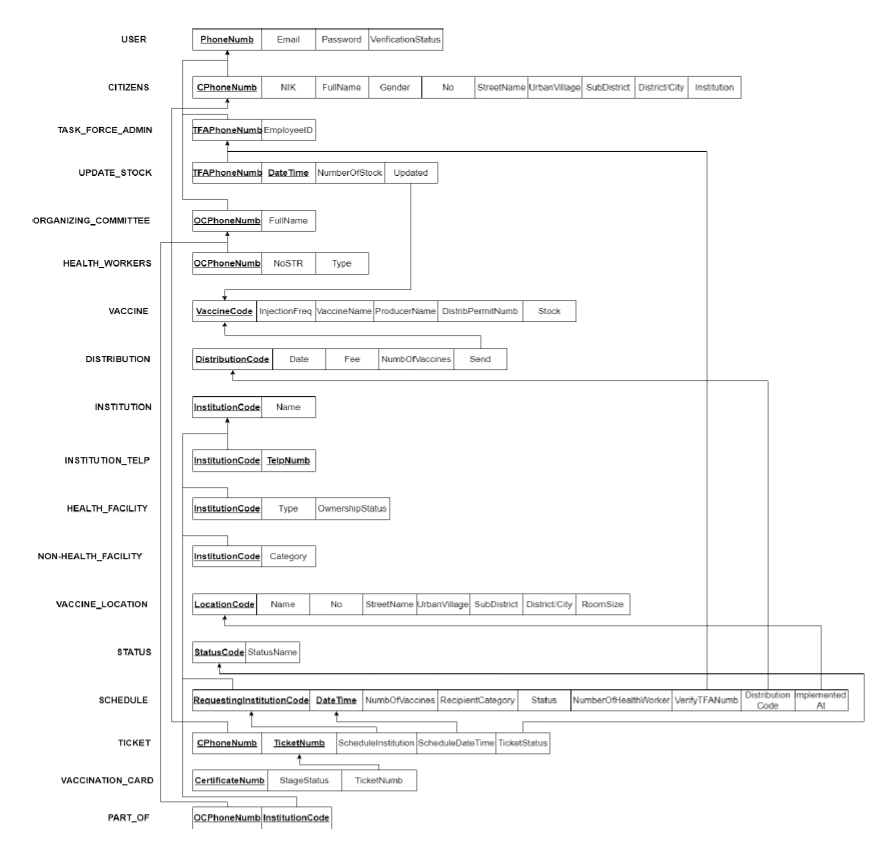 USER PhoneNumb Email Password VerificationStatus
CITIZENS CPhoneNumb NIK FullName Gender No StreetName UrbanVillage SubDistrict District/City Institution
TASK_FORCE_ADMIN TFAPhoneNumb EmployeeID
UPDATE_STOCK TFAPhoneNumb DateTime NumberOfStock Updated
ORGANIZING_COMMITTEE OCPhoneNumb FullName
HEALTH_WORKERS OCPhoneNumb NoSTR Type
VACCINE VaccineCode InjectionFreq VaccineName ProducerName DistribPermitNumb Stock
DISTRIBUTION DistributionCode Date Fee NumbOfVaccines Send
INSTITUTION InstitutionCode Name
INSTITUTION_TELP InstitutionCode TelpNumb
HEALTH_FACILITY InstitutionCode Type OwnershipStatus
NON-HEALTH_FACILITY InstitutionCode Category
VACCINE_LOCATION LocationCode Name No StreetName UrbanVillage SubDistrict District/City RoomSize
STATUS StatusCode StatusName
SCHEDULE RequestingInstitutionCode DateTime NumbOfVaccines RecipientCategory Status NumberOfHealthWorker VerifyTFANumb Distribution Code Implemented At
TICKET CPhoneNumb TicketNumb ScheduleInstitution ScheduleDateTime TicketStatus
VACCINATION_CARD CertificateNumb StageStatus TicketNumb
PART_OF OCPhoneNumb InstitutionCode